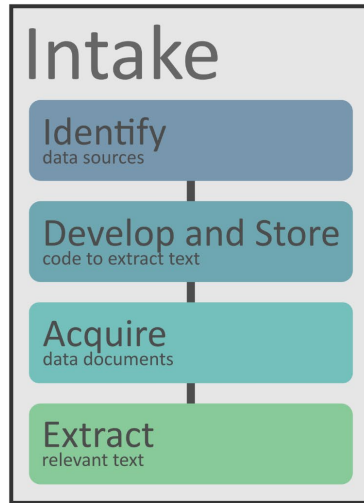 Intake
Identify
data sources
Develop and Store
code to extract text
Acquire
data documents
Extract
relevant text